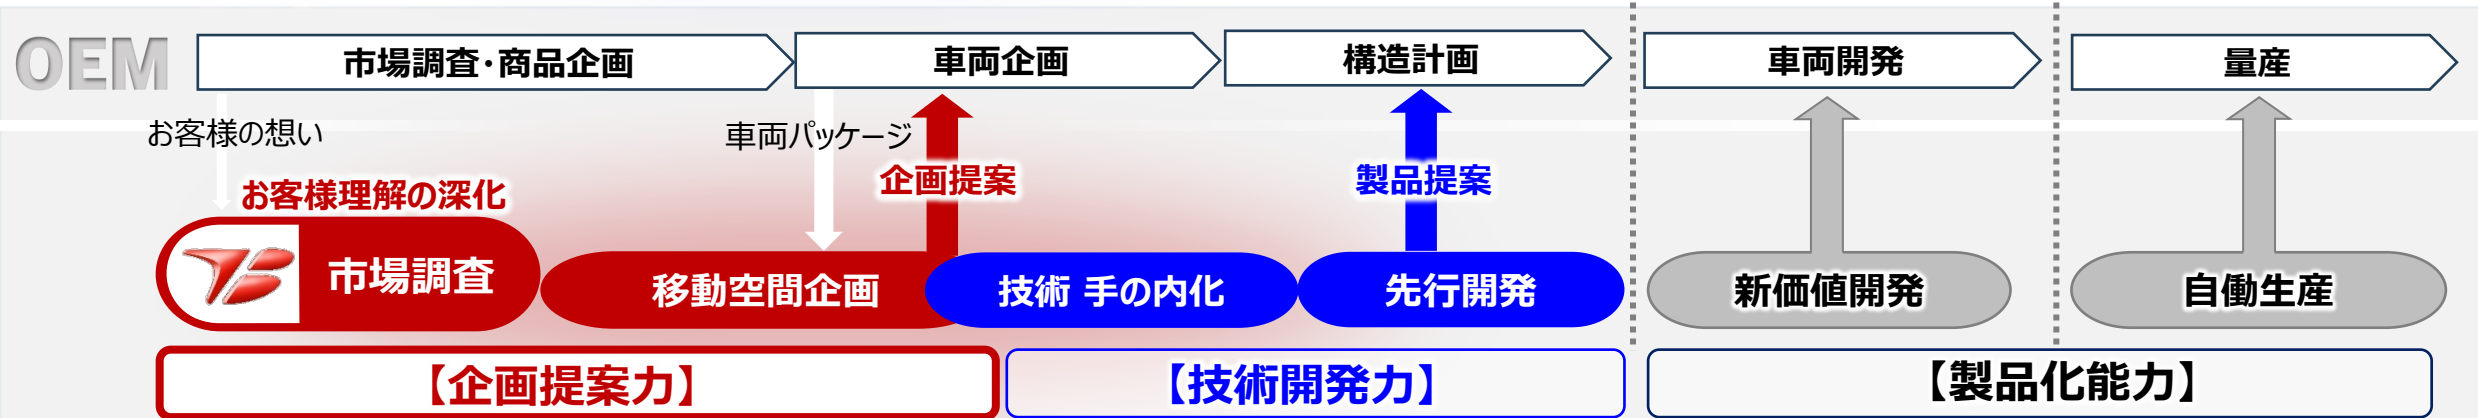 OEM
市場調査・商品企画
車両企画
構造計画
車両開発
量産
お客様の想い
車両パッケージ
企画提案
製品提案
お客様理解の深化
市場調査
移動空間企画
技術 手の内化
先行開発
新価値開発
自働生産
【企画提案力】
【技術開発力】
【製品化能力】